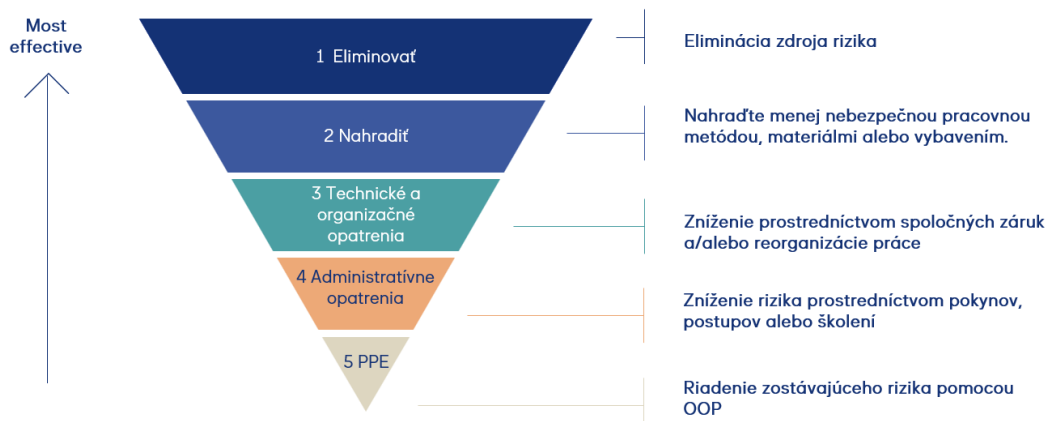 Most
effective
1 Eliminovať
Eliminácia zdroja rizika
2 Nahradiť
Nahraďte menej nebezpečnou pracovnou
metódou, materiálmi alebo vybavením.
3 Technické a
organizačné
opatrenia
Zníženie prostredníctvom spoločných záruk
a/alebo reorganizácie práce
4 Administratívne
opatrenia
Zníženie rizika prostredníctvom pokynov,
postupov alebo školení
5 PPE
Riadenie zostávajúceho rizika pomocou
OOP